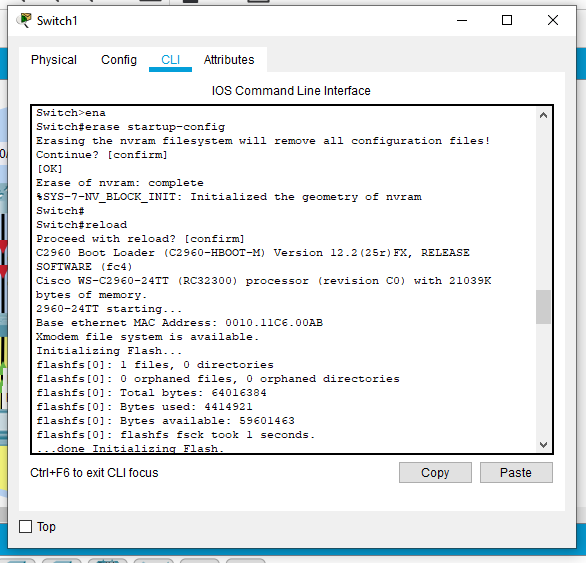 Switch1
Physical Config CLI Attributes
IOS Command Line Interface
Switch>ena
Switch#erase startup-config
Erasing the nvram filesystem will remove all configuration files!
Continue? [confirm]
[OK]
Erase of nvram: complete
%SYS-7-NV_BLOCK_INIT: Initialized the geometry of nvram
Switch#
Switch#reload
Proceed with reload? [confirm]
C2960 Boot Loader (C2960-HBOOT-M) Version 12.2(25r)FX, RELEASE
SOFTWARE (fc4)
Cisco WS-C2960-24TT (RC32300) processor (revision C0) with 21039K
bytes of memory.
2960-24TT starting...
Base ethernet MAC Address: 0010.11C6.00AB
Xmodem file system is available.
Initializing Flash...
flashfs[0]: 1 files, 0 directories
flashfs[0]: 0 orphaned files, 0 orphaned directories
flashfs[0]: Total bytes: 64016384
flashfs[0]: Bytes used: 4414921
flashfs[0]: Bytes available: 59601463
flashfs[0]: flashfs fsck took 1 seconds.
...done Initializing Flash.
Ctrl+F6 to exit CLI focus
Copy Paste
Top